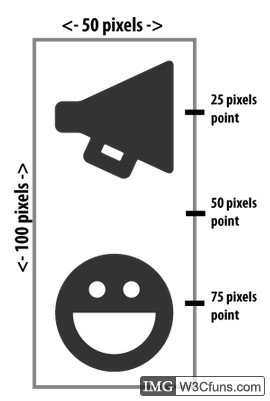 <- 50 pixels ->
25 pixels
point
<- 100 pixels ->
50 pixels
point
75 pixels
point
IMG W3Cfuns.com